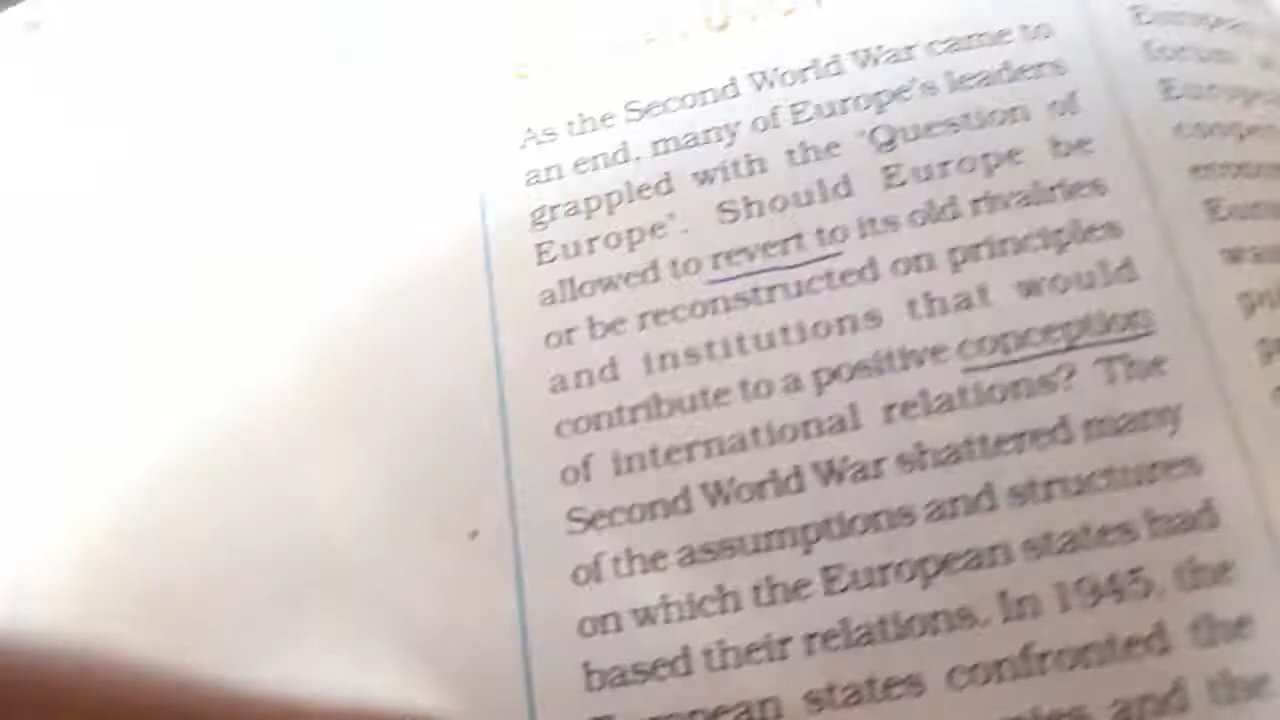 As the Second World War came to
an end, many of Europe's leaders
grappled with the 'Question of
Europe'. Should Europe be
allowed to revert to its old rivalries
or be reconstructed on principles
and institutions that would
contribute to a positive conception
of international relations? The
Second World War shattered many
of the assumptions and structures
on which the European states had
based their relations. In 1945, the
states confronted the
and the